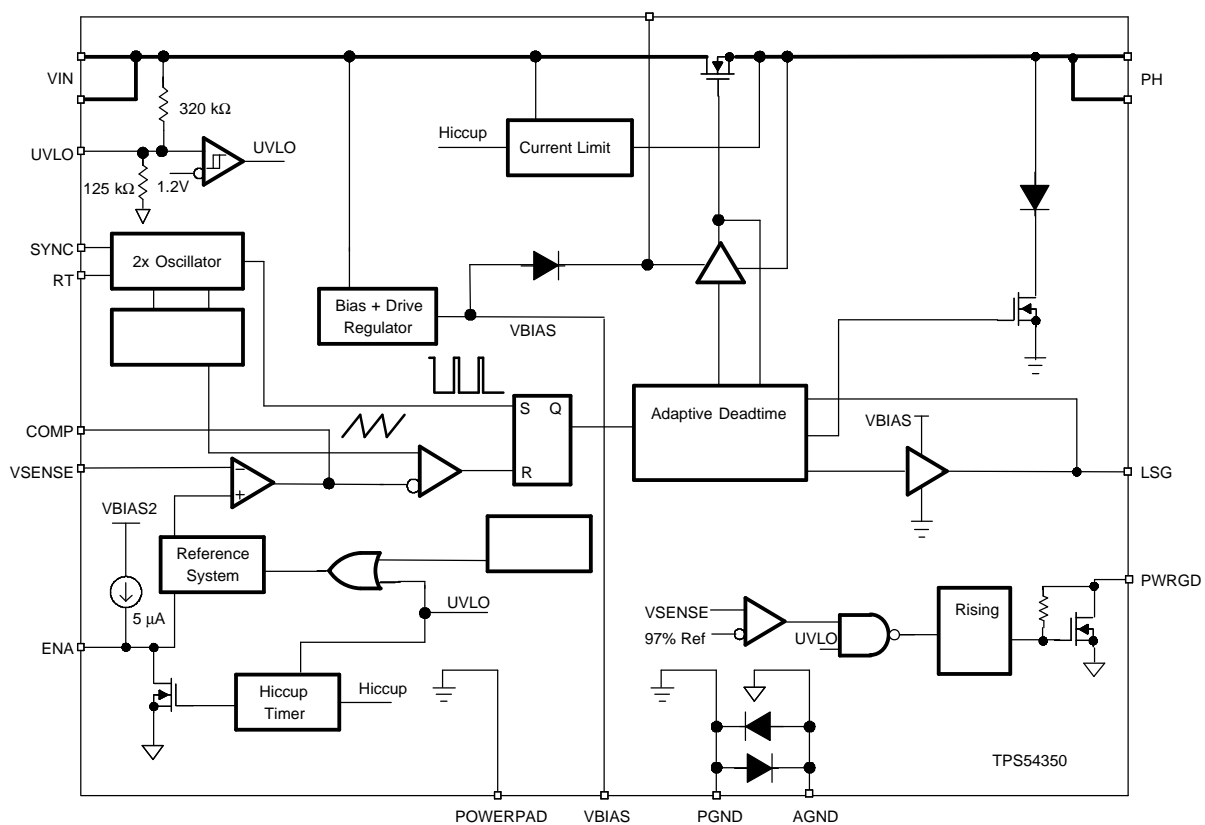 VIN
PH
320 kΩ
Hiccup
Current Limit
UVLO
UVLO
125 kΩ
1.2V
SYNC
RT
2x Oscillator
Bias + Drive
Regulator
VBIAS
S Q
R
Adaptive Deadtime
VBIAS
COMP
VSENSE
LSG
VBIAS2
Reference
System
5 µA
UVLO
PWRGD
VSENSE
97% Ref
UVLO
Rising
ENA
Hiccup
Timer
Hiccup
TPS54350
POWERPAD
VBIAS
PGND
AGND